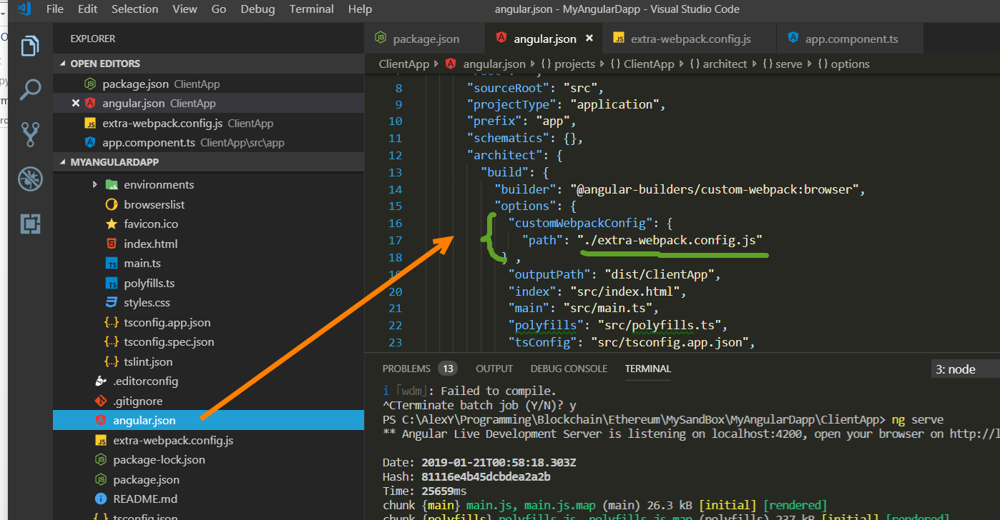 File Edit Selection View Go Debug Terminal Help
angular.json - MyAngularDapp - Visual Studio Code
EXPLORER
OPEN EDITORS
package.json ClientApp
angular.json ClientApp
JS extra-webpack.config.js ClientApp
app.component.ts ClientApp\src\app
MYANGULARDAPP
environments
browserslist
favicon.ico
index.html
TS main.ts
TS polyfills.ts
styles.css
{..} tsconfig.app.json
{..} tsconfig.spec.json
{..} tslint.json
.editorconfig
.gitignore
angular.json
JS extra-webpack.config.js
package-lock.json
package.json
README.md
tsconfig.json
package.json
angular.json
JS extra-webpack.config.js
app.component.ts
ClientApp angular.json {} projects {} ClientApp {} architect {} serve {} options
8 "sourceRoot": "src",
9 "projectType": "application",
10 "prefix": "app",
11 "schematics": {},
12 "architect": {
13 "build": {
14 "builder": "@angular-builders/custom-webpack:browser",
15 "options": {
16 "customWebpackConfig": {
17 "path": "./extra-webpack.config.js"
18 } ,
19 "outputPath": "dist/ClientApp",
20 "index": "src/index.html",
21 "main": "src/main.ts",
22 "polyfills": "src/polyfills.ts",
23 "tsConfig": "src/tsconfig.app.json",
PROBLEMS 13 OUTPUT DEBUG CONSOLE TERMINAL
3: node
i ｢wdm｣: Failed to compile.
^CTerminate batch job (Y/N)? y
PS C:\AlexY\Programming\Blockchain\Ethereum\MySandBox\MyAngularDapp\ClientApp> ng serve
** Angular Live Development Server is listening on localhost:4200, open your browser on http://l
Date: 2019-01-21T00:58:18.303Z
Hash: 81116e4b45dcbdea2a2b
Time: 25659ms
chunk {main} main.js, main.js.map (main) 26.3 kB [initial] [rendered]
chunk {polyfills} polyfills.js, polyfills.js.map (polyfills) 237 kB [initial] [rendered]